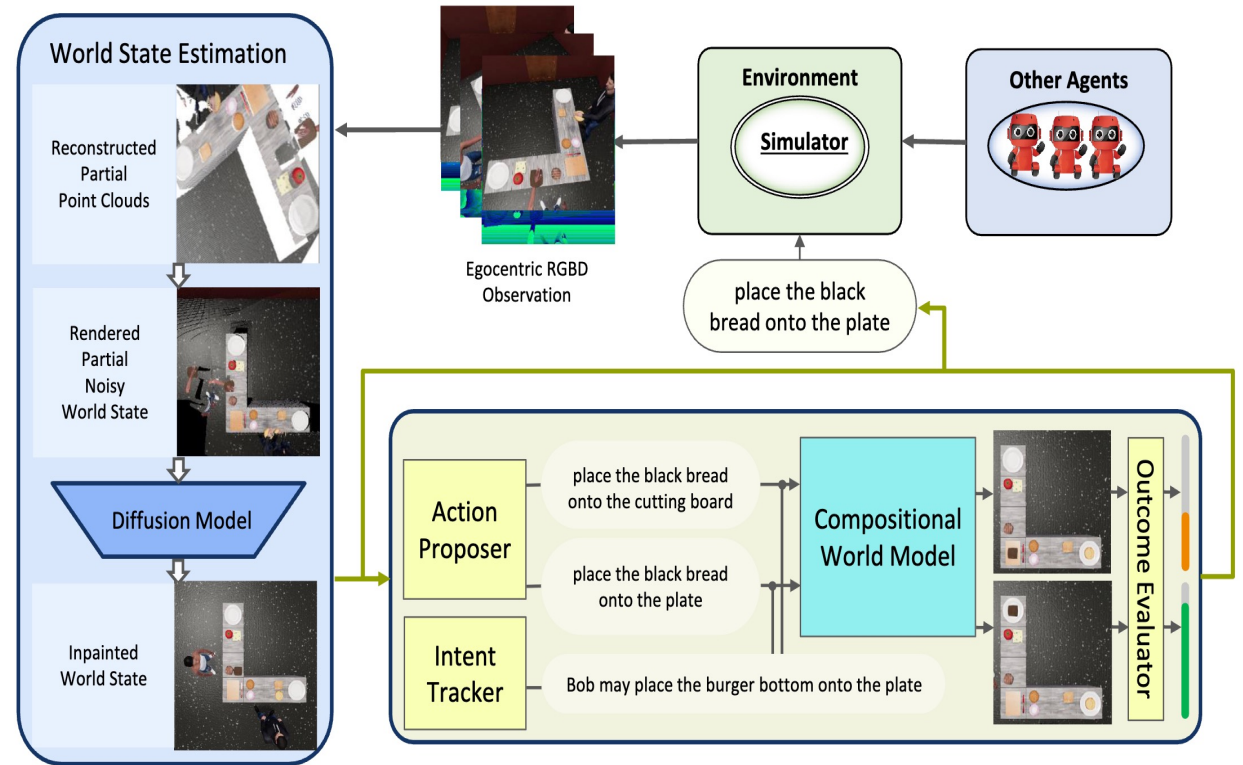 World State Estimation
Reconstructed
Partial
Point Clouds
Rendered
Partial
Noisy
World State
Diffusion Model
Inpainted
World State
Egocentric RGBD
Observation
Environment
Simulator
Other Agents
place the black
bread onto the plate
Action
Proposer
Intent
Tracker
place the black bread
onto the cutting board
place the black bread
onto the plate
Bob may place the burger bottom onto the plate
Compositional
World Model
Outcome Evaluator